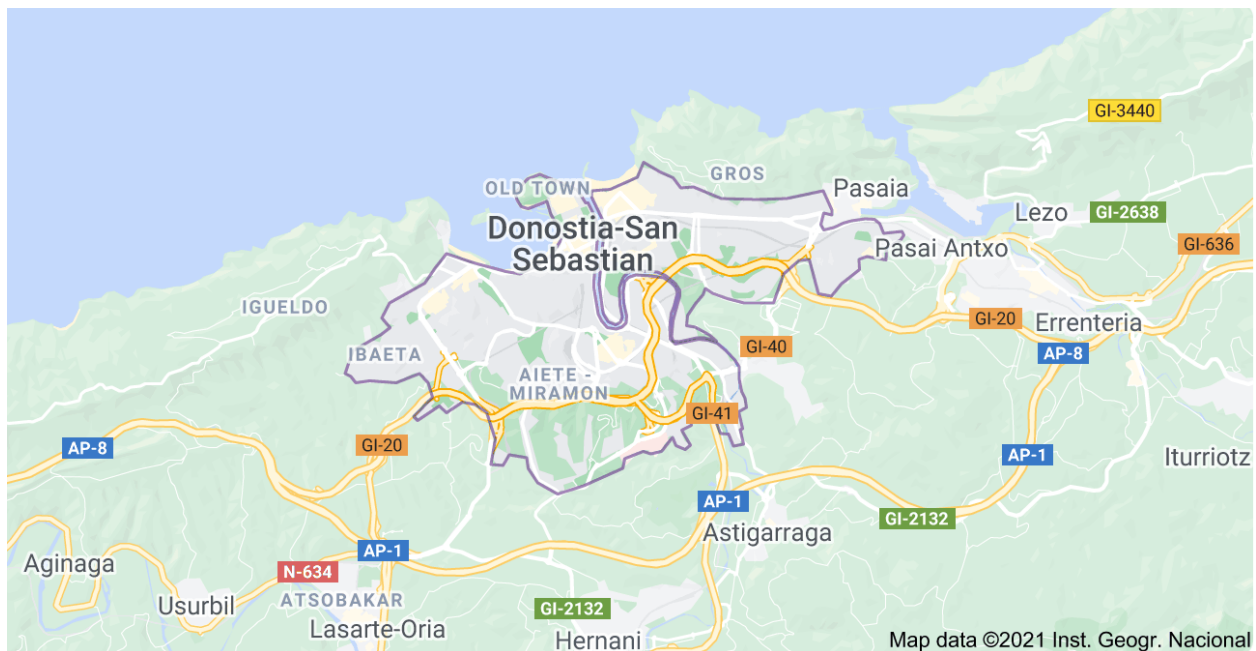 GI-3440
GROS
OLD TOWN
Pasaia
Lezo
GI-2638
Donostia-San
Sebastian
Pasai Antxo
GI-636
IGUELDO
GI-20
Errenteria
GI-40
IBAETA
AP-8
AIETE -
MIRAMON
GI-41
AP-8
GI-20
AP-1
Iturriotz
AP-1
GI-2132
Astigarraga
AP-1
Aginaga
N-634
ATSOBAKAR
Usurbil
GI-2132
Lasarte-Oria
Hernani
Map data ©2021 Inst. Geogr. Nacional